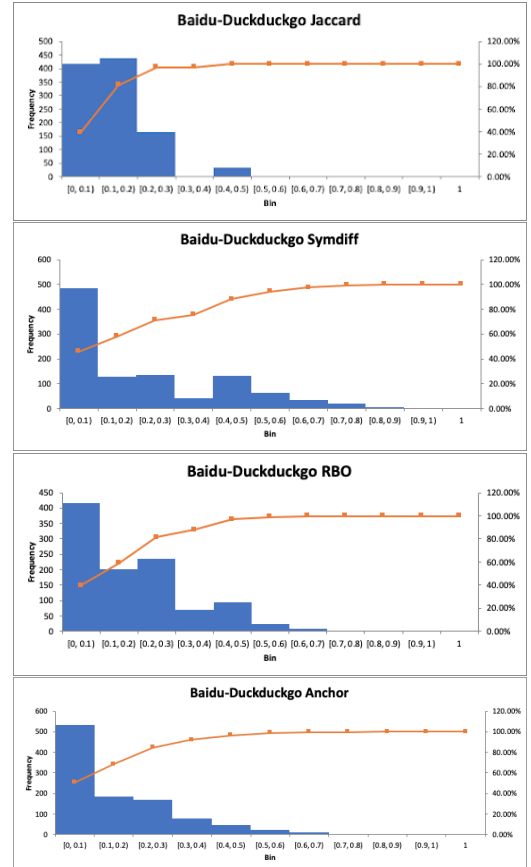 Baidu-Duckduckgo Jaccard
500 120.00%
450
400 100.00%
350 80.00%
300
250 60.00%
200
150 40.00%
100 20.00%
50
0 0.00%
Frequency
[0, 0.1) [0.1, 0.2) [0.2, 0.3) [0.3, 0.4) [0.4, 0.5) [0.5, 0.6) [0.6, 0.7) [0.7, 0.8) [0.8, 0.9) [0.9, 1) 1
Bin
Baidu-Duckduckgo Symdiff
600 120.00%
500 100.00%
400 80.00%
300 60.00%
200 40.00%
100 20.00%
0 0.00%
Frequency
[0, 0.1) [0.1, 0.2) [0.2, 0.3) [0.3, 0.4) [0.4, 0.5) [0.5, 0.6) [0.6, 0.7) [0.7, 0.8) [0.8, 0.9) [0.9, 1) 1
Bin
Baidu-Duckduckgo RBO
450 120.00%
400
350 100.00%
300 80.00%
250
200 60.00%
150 40.00%
100
50 20.00%
0 0.00%
Frequency
[0, 0.1) [0.1, 0.2) [0.2, 0.3) [0.3, 0.4) [0.4, 0.5) [0.5, 0.6) [0.6, 0.7) [0.7, 0.8) [0.8, 0.9) [0.9, 1) 1
Bin
Baidu-Duckduckgo Anchor
600 120.00%
500 100.00%
400 80.00%
300 60.00%
200 40.00%
100 20.00%
0 0.00%
Frequency
[0, 0.1) [0.1, 0.2) [0.2, 0.3) [0.3, 0.4) [0.4, 0.5) [0.5, 0.6) [0.6, 0.7) [0.7, 0.8) [0.8, 0.9) [0.9, 1) 1
Bin